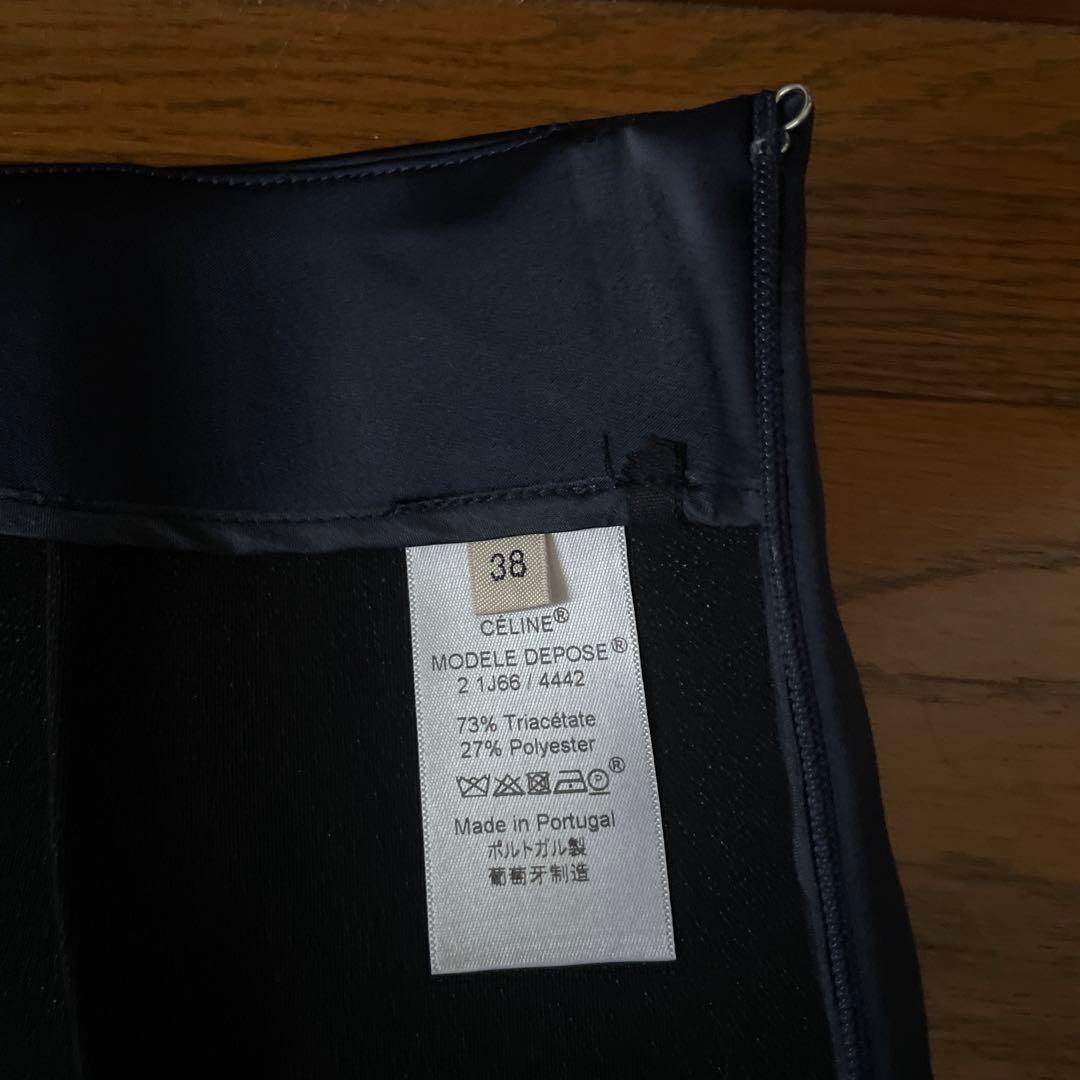 38
CÉLINE®
MODELE DEPOSE®
2 1J66 / 4442
73% Triacétate
27% Polyester
P ®
Made in Portugal
ポルトガル製
葡萄牙制造